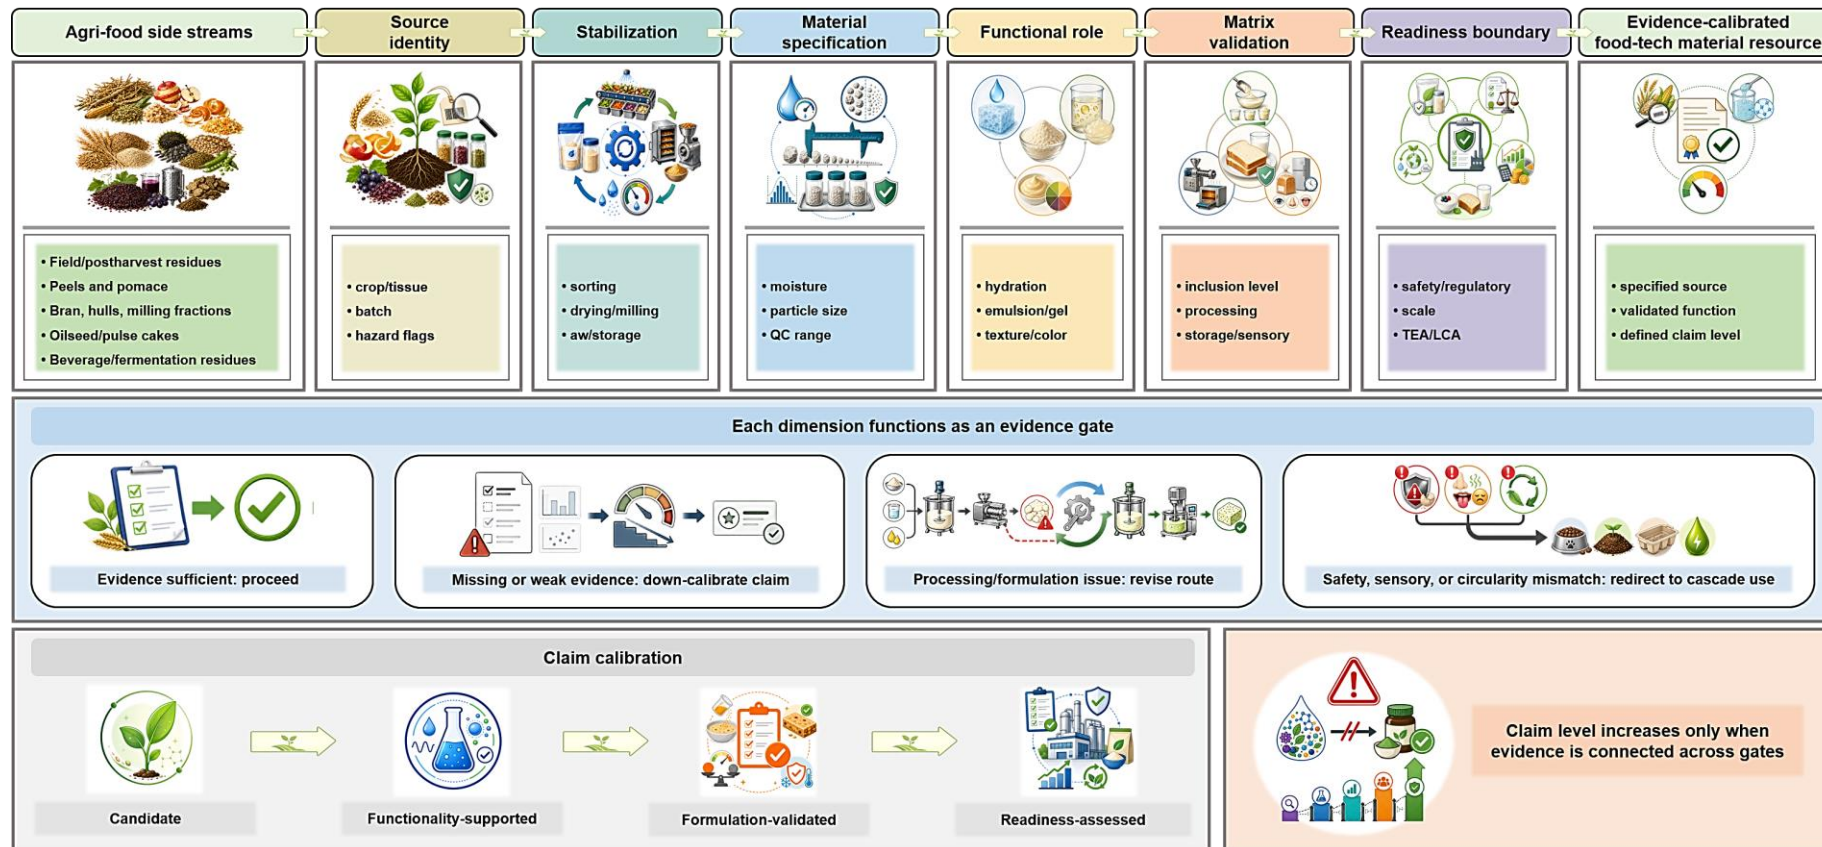 Agri-food side streams
Source
identity
Stabilization
Material
specification
Functional role
Matrix
validation
Readiness boundary
Evidence-calibrated
food-tech material resource
• Field/postharvest residues
• Peels and pomace
• Bran, hulls, milling fractions
• Oilseed/pulse cakes
• Beverage/fermentation residues
• crop/tissue
• batch
• hazard flags
• sorting
• drying/milling
• aw/storage
• moisture
• particle size
• QC range
• hydration
• emulsion/gel
• texture/color
• inclusion level
• processing
• storage/sensory
• safety/regulatory
• scale
• TEA/LCA
• specified source
• validated function
• defined claim level
Each dimension functions as an evidence gate
Evidence sufficient: proceed
Missing or weak evidence: down-calibrate claim
Processing/formulation issue: revise route
Safety, sensory, or circularity mismatch: redirect to cascade use
Claim calibration
Candidate
Functionality-supported
Formulation-validated
Readiness-assessed
Claim level increases only when
evidence is connected across gates